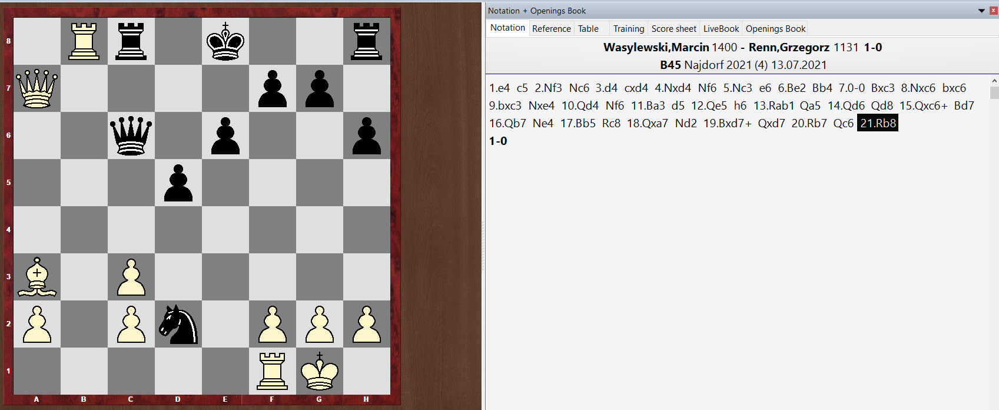 Notation + Openings Book
Notation Reference Table Training Score sheet LiveBook Openings Book
Wasylewski,Marcin 1400 - Renn,Grzegorz 1131 1-0
B45 Najdorf 2021 (4) 13.07.2021
1.e4 c5 2.Nf3 Nc6 3.d4 cxd4 4.Nxd4 Nf6 5.Nc3 e6 6.Be2 Bb4 7.0-0 Bxc3 8.Nxc6 bxc6
9.bxc3 Nxe4 10.Qd4 Nf6 11.Ba3 d5 12.Qe5 h6 13.Rab1 Qa5 14.Qd6 Qd8 15.Qxc6+ Bd7
16.Qb7 Ne4 17.Bb5 Rc8 18.Qxa7 Nd2 19.Bxd7+ Qxd7 20.Rb7 Qc6 21.Rb8
1-0
8
7
6
5
4
3
2
1
A B C D E F G H